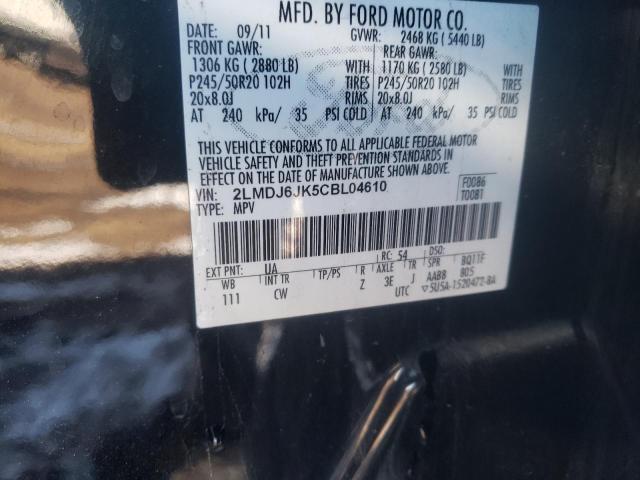 MFD. BY FORD MOTOR CO.
DATE: 09/11 GVWR: 2468 KG ( 5440 LB)
FRONT GAWR: REAR GAWR:
1306 KG ( 2880 LB) WITH 1170 KG ( 2580 LB) WITH
P245/50R20 102H TIRES P245/50R20 102H TIRES
20x8.0J RIMS 20x8.0J RIMS
AT 240 kPa/ 35 PSI COLD AT 240 kPa/ 35 PSI COLD
THIS VEHICLE CONFORMS TO ALL APPLICABLE FEDERAL MOTOR
VEHICLE SAFETY AND THEFT PREVENTION STANDARDS IN
EFFECT ON THE DATE OF MANUFACTURE SHOWN ABOVE.
VIN: 2LMDJ6JK5CBL04610 F0086
TYPE: MPV T0081
EXT PNT: UA RC: 54 DSO:
WB INT TR TP/PS R AXLE TR SPR BQ11F
111 CW Z 3E J AABB 805
UTC ▽5U5A-1520472-BA